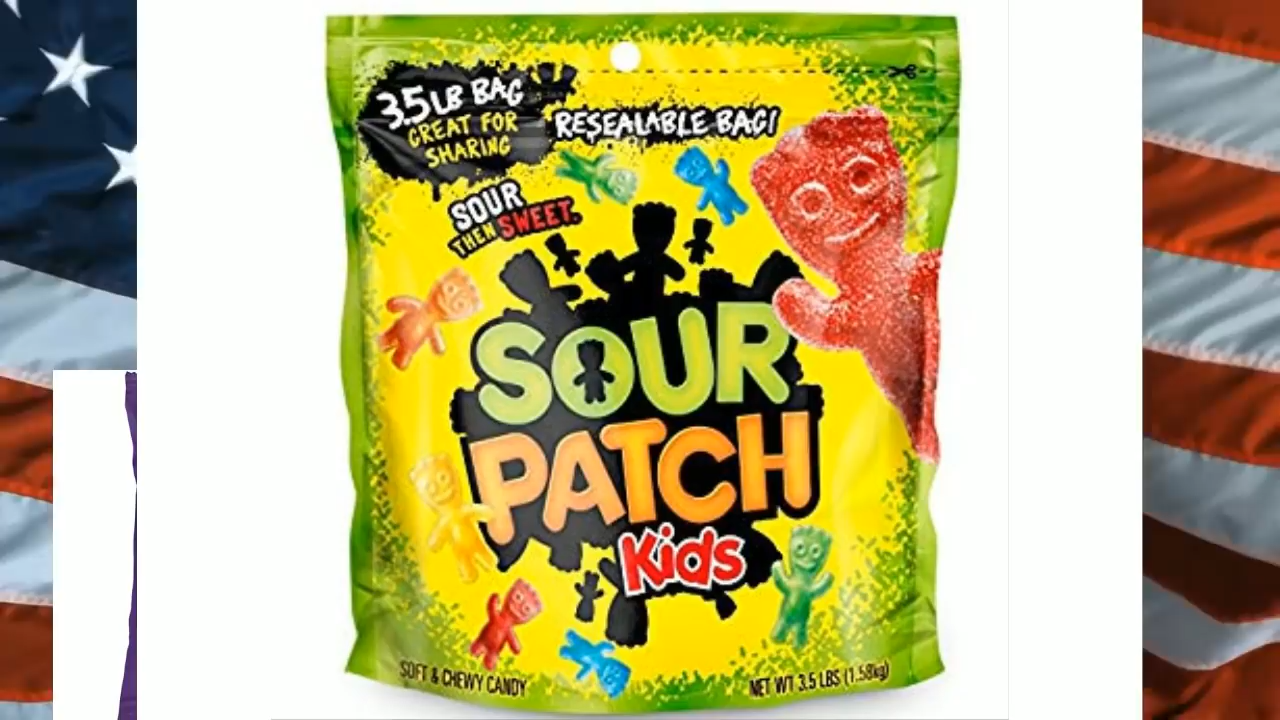 3.5LB BAG
GREAT FOR
SHARING
RESEALABLE BAG!
SOUR
THEN SWEET.
SOUR
PATCH
Kids
SOFT & CHEWY CANDY
NET WT 3.5 LBS (1.58kg)